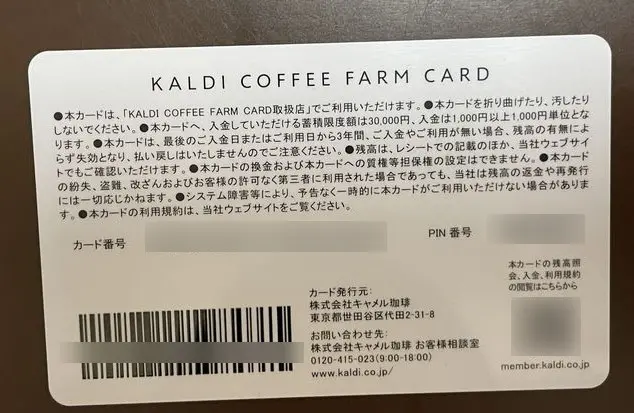 KALDI COFFEE FARM CARD
●本カードは、「KALDI COFFEE FARM CARD取扱店」でご利用いただけます。●本カードを折り曲げたり、汚したり
しないでください。●本カードへ、入金していただける蓄積限度額は30,000円、入金は1,000円以上1,000円単位とな
ります。●本カードは、最後のご入金日またはご利用日から3年間、ご入金やご利用が無い場合、残高の有無によ
らず失効となり、払い戻しはいたしませんのでご注意ください。●残高は、レシートでの記載のほか、当社ウェブサイ
トでもご確認いただけます。●本カードの換金および本カードへの質権等担保権の設定はできません。●本カード
の紛失、盗難、改ざんおよびお客様の許可なく第三者に利用された場合であっても、当社は残高の返金や再発行
には一切応じかねます。●システム障害等により、予告なく一時的に本カードがご利用いただけない場合がありま
す。●本カードの利用規約は、当社ウェブサイトをご覧ください。
カード番号
PIN 番号
本カードの残高照
会、入金、利用規約
の閲覧はこちらから
member.kaldi.co.jp
カード発行元:
株式会社キャメル珈琲
東京都世田谷区代田2-31-8
お問い合わせ先:
株式会社キャメル珈琲 お客様相談室
0120-415-023(9:00-18:00)
www.kaldi.co.jp/